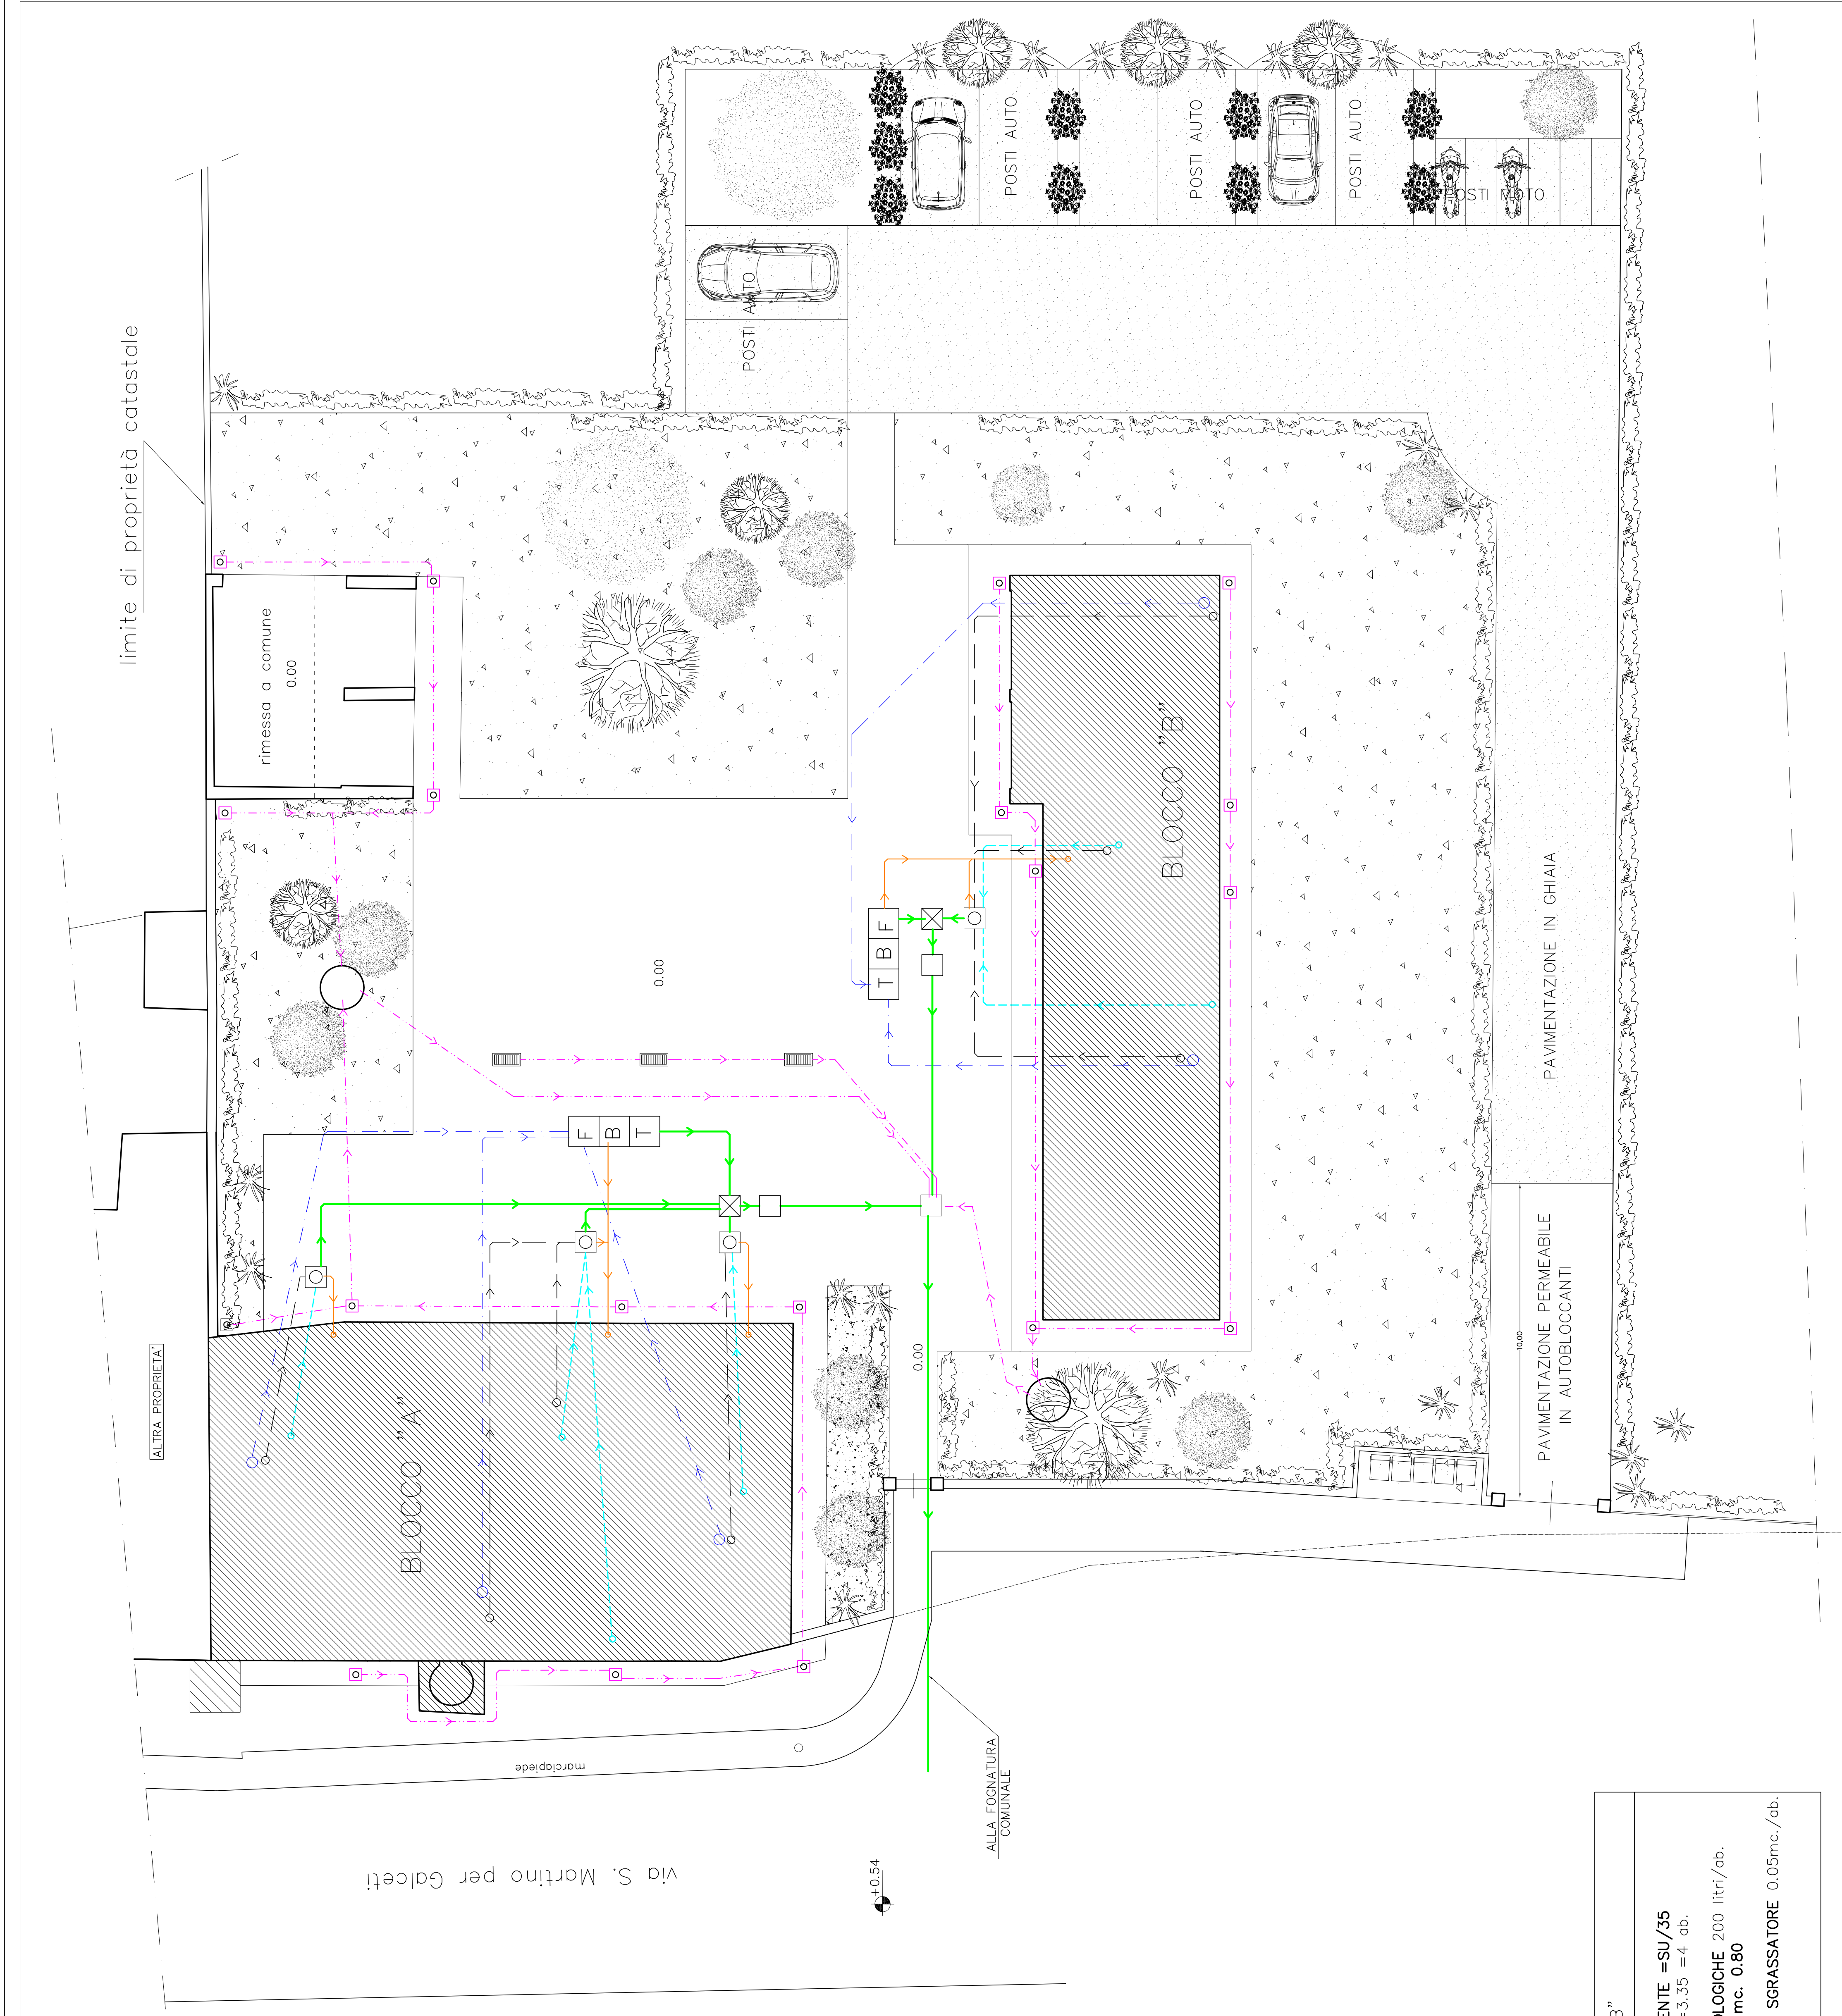 limite di proprietà catastale
POSTI AUTO
POSTI AUTO
POSTI AUTO
POSTI MOTO
POSTI AUTO
rimessa a comune
0.00
BLOCCO "B"
T B F
0.00
PAVIMENTAZIONE IN GHIAIA
F B T
PAVIMENTAZIONE PERMEABILE
IN AUTOBLOCCANTI
10,00
ALTRA PROPRIETA'
BLOCCO "A"
0.00
marciapiede
ALLA FOGNATURA
COMUNALE
via S. Martino per Galceti
+0.54
=SU/35
=3.35 =4 ab.
200 litri/ab.
mc. 0.80
SGRASSATORE 0.05mc./ab.